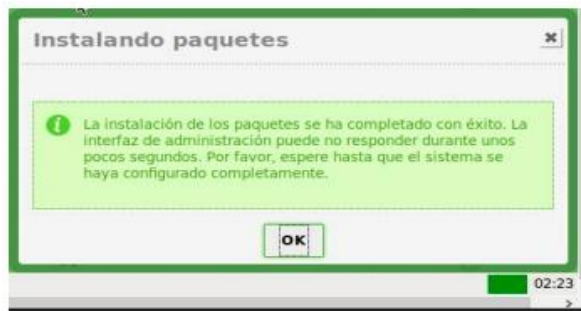 Instalando paquetes
La instalación de los paquetes se ha completado con éxito. La
interfaz de administración puede no responder durante unos
pocos segundos. Por favor, espere hasta que el sistema se
haya configurado completamente.
OK
02:23